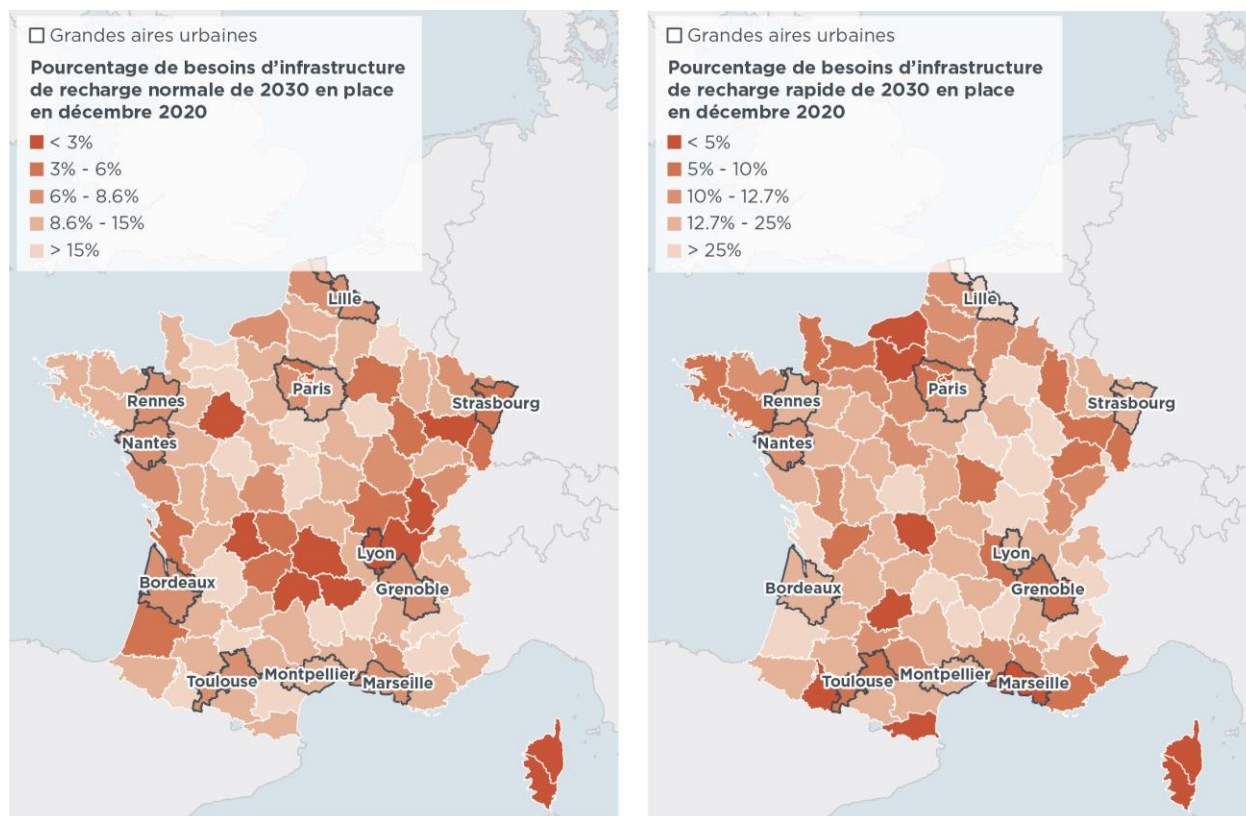 Grandes aires urbaines
Pourcentage de besoins d'infrastructure
de recharge normale de 2030 en place
en décembre 2020
< 3%
3% - 6%
6% - 8.6%
8.6% - 15%
> 15%
Lille
Paris
Rennes
Strasbourg
Nantes
Lyon
Bordeaux
Grenoble
Toulouse
Montpellier
Marseille
Grandes aires urbaines
Pourcentage de besoins d'infrastructure
de recharge rapide de 2030 en place
en décembre 2020
< 5%
5% - 10%
10% - 12.7%
12.7% - 25%
> 25%
Lille
Paris
Rennes
Strasbourg
Nantes
Lyon
Bordeaux
Grenoble
Toulouse
Montpellier
Marseille